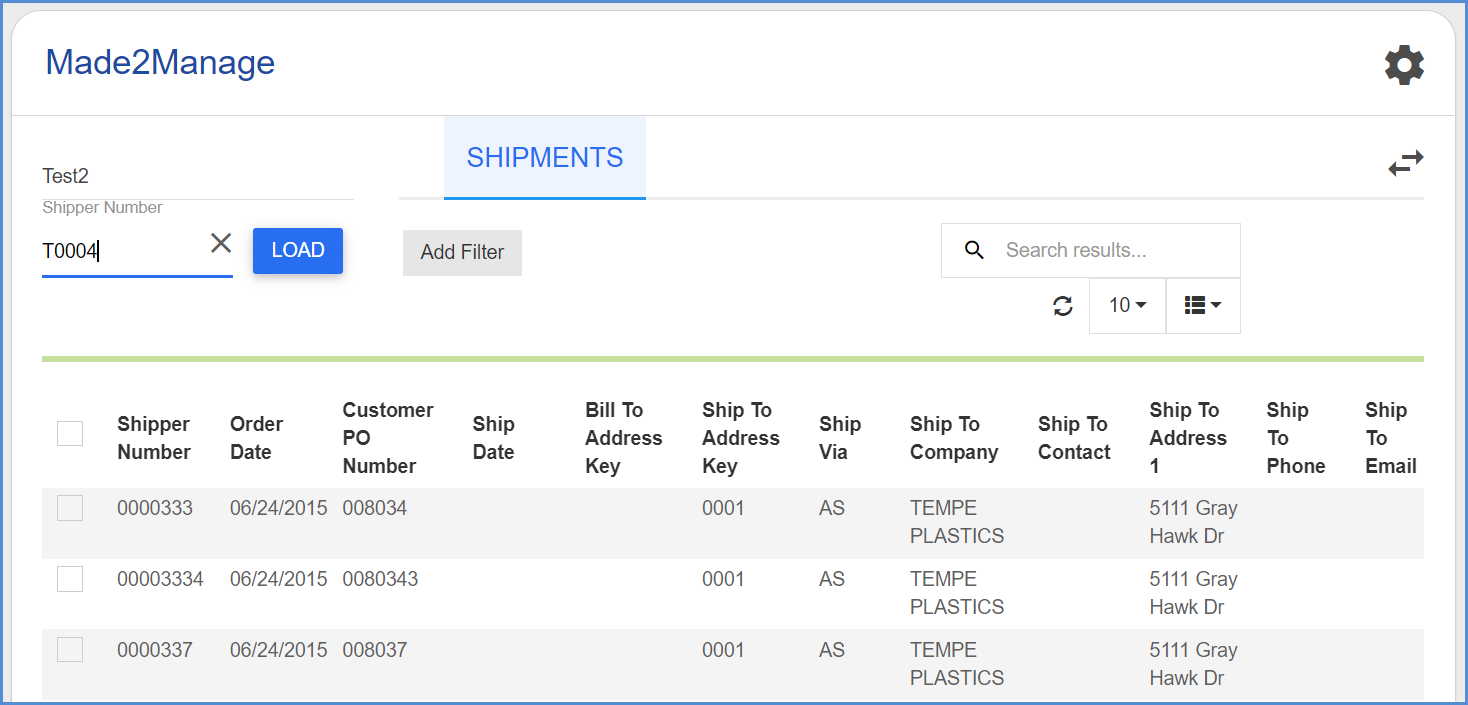 Made2Manage
SHIPMENTS
Test2
Shipper Number
T0004
LOAD
Add Filter
Search results...
10
Shipper Number
Order Date
Customer PO Number
Ship Date
Bill To Address Key
Ship To Address Key
Ship Via
Ship To Company
Ship To Contact
Ship To Address 1
Ship To Phone
Ship To Email
0000333 06/24/2015 008034 0001 AS TEMPE PLASTICS 5111 Gray Hawk Dr
00003334 06/24/2015 0080343 0001 AS TEMPE PLASTICS 5111 Gray Hawk Dr
0000337 06/24/2015 008037 0001 AS TEMPE PLASTICS 5111 Gray Hawk Dr